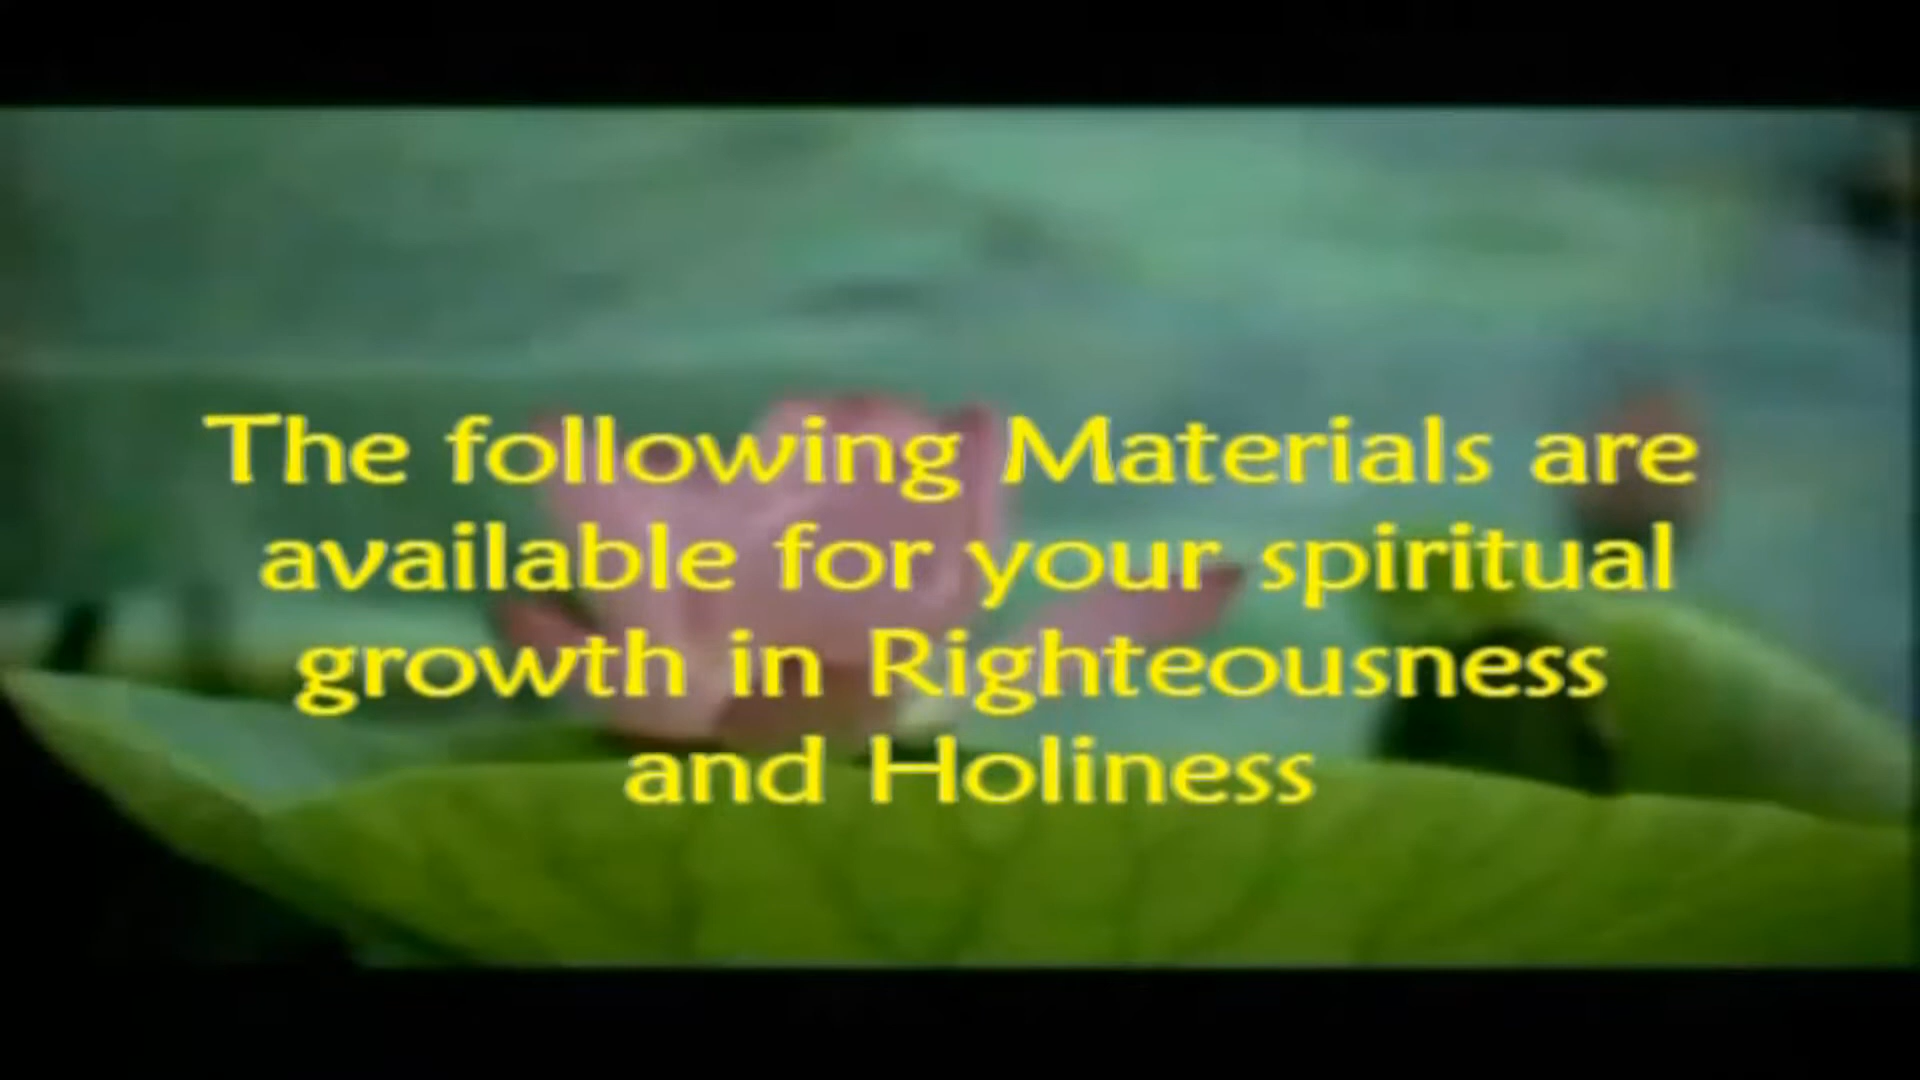 The following Materials are
available for your spiritual
growth in Righteousness
and Holiness